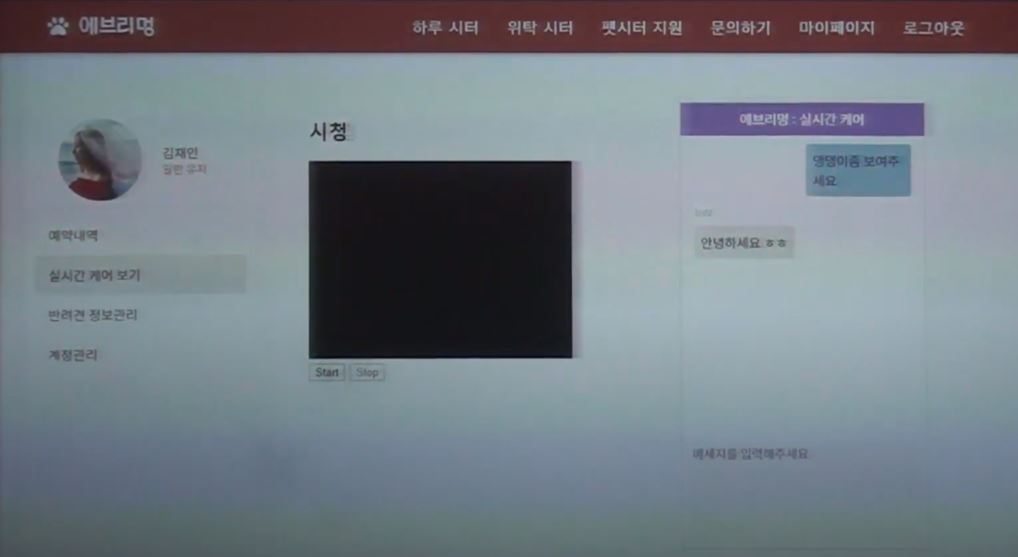 에브리멍
하루 시터
위탁 시터
펫시터 지원
문의하기
마이페이지
로그아웃
김재인
일반 유저
예약내역
실시간 케어 보기
반려견 정보관리
계정관리
시청
Start
Stop
에브리멍 : 실시간 케어
댕댕이좀 보여주
세요
안녕하세요 ㅎㅎ
메세지를 입력해주세요.